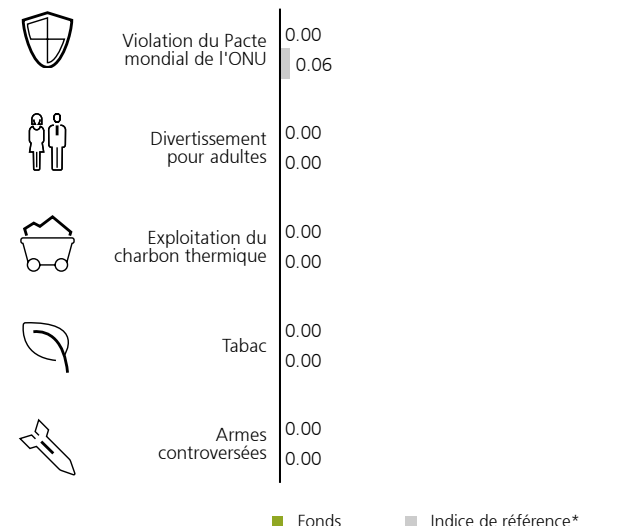 Violation du Pacte
mondial de l'ONU
0.00
0.06
Divertissement
pour adultes
0.00
0.00
Exploitation du
charbon thermique
0.00
0.00
Tabac
0.00
0.00
Armes
controversées
0.00
0.00
Fonds
Indice de référence*